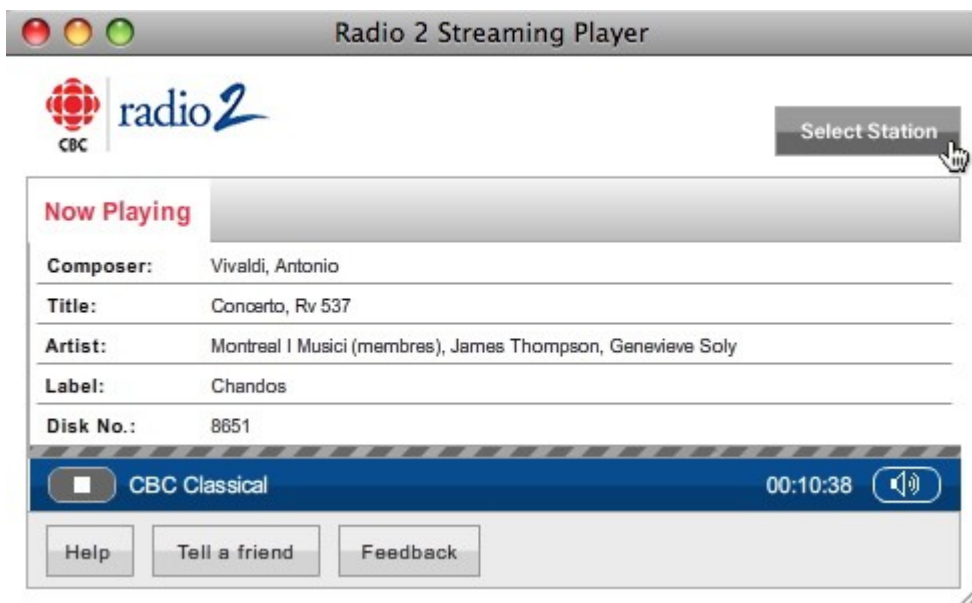 Radio 2 Streaming Player
CBC
radio 2
Select Station
Now Playing
Composer: Vivaldi, Antonio
Title: Concerto, Rv 537
Artist: Montreal I Musici (membres), James Thompson, Genevieve Soly
Label: Chandos
Disk No.: 8651
CBC Classical 00:10:38
Help Tell a friend Feedback